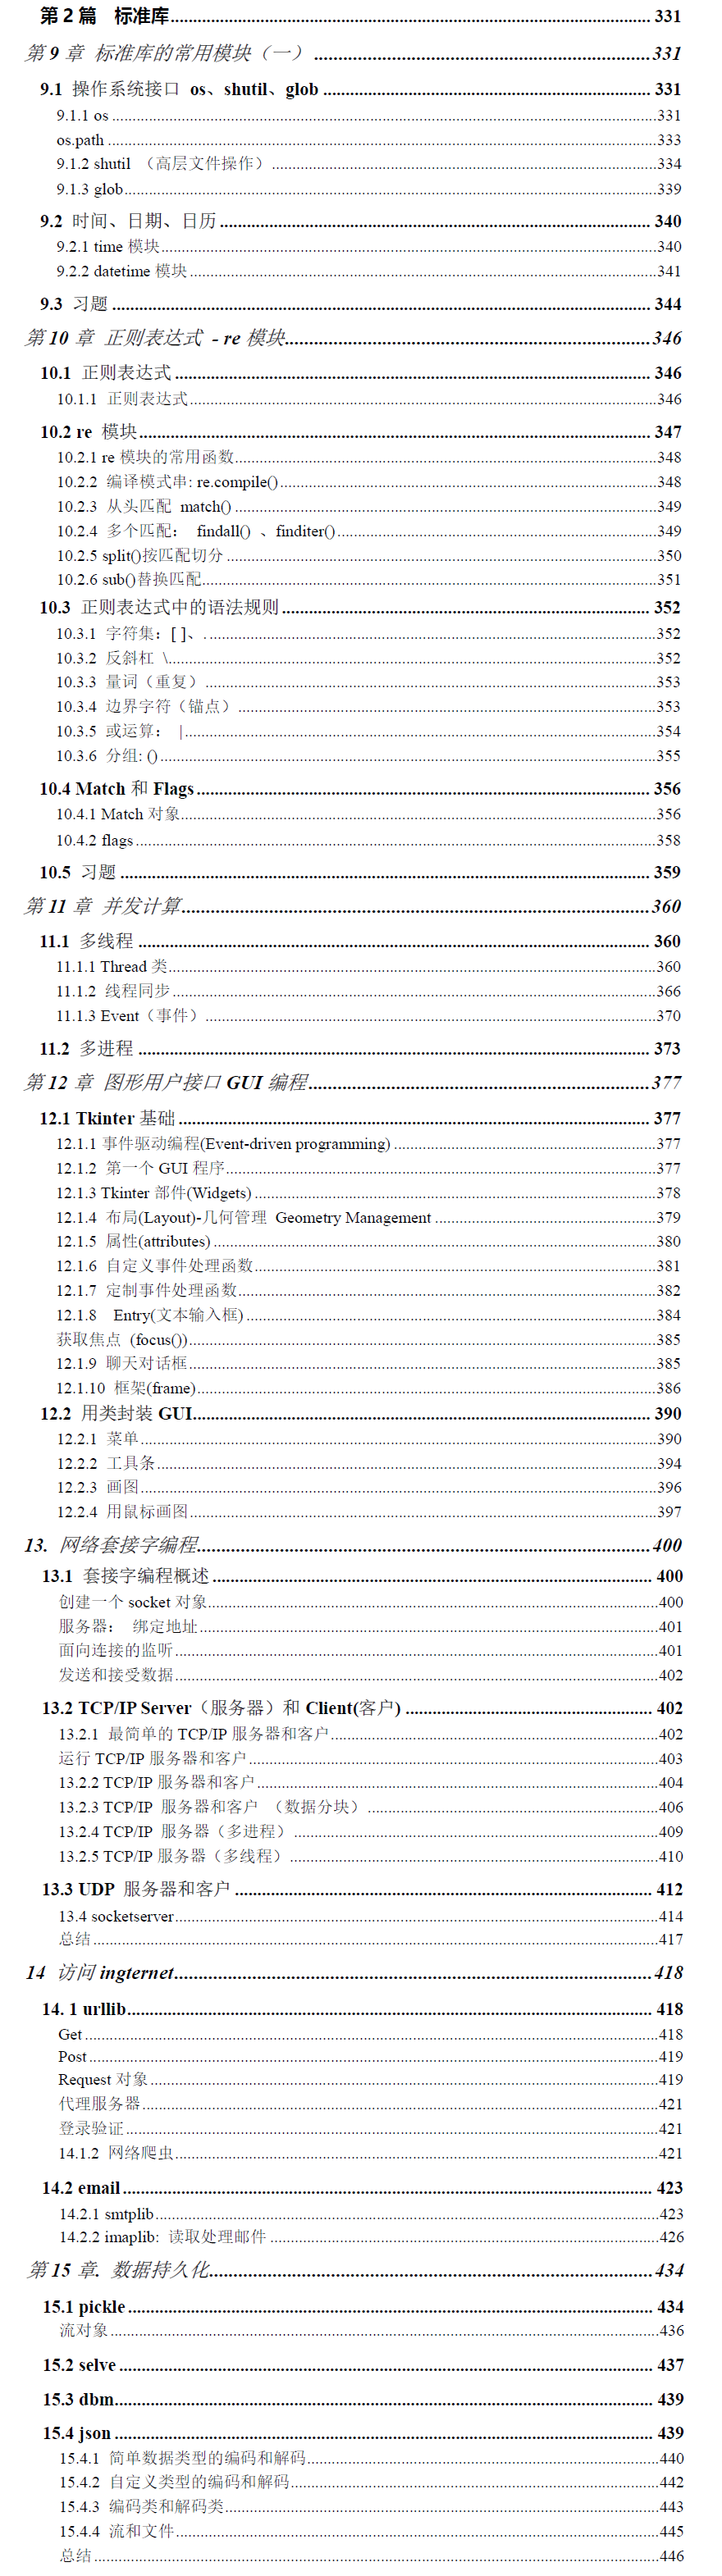 第 2 篇 标准库 331
第 9 章 标准库的常用模块（一） 331
9.1 操作系统接口 os、shutil、glob 331
9.1.1 os 331
os.path 333
9.1.2 shutil （高层文件操作） 334
9.1.3 glob 339
9.2 时间、日期、日历 340
9.2.1 time 模块 340
9.2.2 datetime 模块 341
9.3 习题 344
第 10 章 正则表达式 - re 模块 346
10.1 正则表达式 346
10.1.1 正则表达式 346
10.2 re 模块 347
10.2.1 re 模块的常用函数 348
10.2.2 编译模式串: re.compile() 348
10.2.3 从头匹配 match() 349
10.2.4 多个匹配： findall() 、finditer() 349
10.2.5 split()按匹配切分 350
10.2.6 sub()替换匹配 351
10.3 正则表达式中的语法规则 352
10.3.1 字符集：[ ]、. 352
10.3.2 反斜杠 \ 352
10.3.3 量词（重复） 353
10.3.4 边界字符（锚点） 353
10.3.5 或运算： | 354
10.3.6 分组: () 355
10.4 Match 和 Flags 356
10.4.1 Match 对象 356
10.4.2 flags 358
10.5 习题 359
第 11 章 并发计算 360
11.1 多线程 360
11.1.1 Thread 类 360
11.1.2 线程同步 366
11.1.3 Event（事件） 370
11.2 多进程 373
第 12 章 图形用户接口 GUI 编程 377
12.1 Tkinter 基础 377
12.1.1 事件驱动编程(Event-driven programming) 377
12.1.2 第一个 GUI 程序 377
12.1.3 Tkinter 部件(Widgets) 378
12.1.4 布局(Layout)-几何管理 Geometry Management 379
12.1.5 属性(attributes) 380
12.1.6 自定义事件处理函数 381
12.1.7 定制事件处理函数 382
12.1.8 Entry(文本输入框) 384
获取焦点 (focus()) 385
12.1.9 聊天对话框 385
12.1.10 框架(frame) 386
12.2 用类封装 GUI 390
12.2.1 菜单 390
12.2.2 工具条 394
12.2.3 画图 396
12.2.4 用鼠标画图 397
13. 网络套接字编程 400
13.1 套接字编程概述 400
创建一个 socket 对象 400
服务器： 绑定地址 401
面向连接的监听 401
发送和接受数据 402
13.2 TCP/IP Server（服务器）和 Client(客户) 402
13.2.1 最简单的 TCP/IP 服务器和客户 402
运行 TCP/IP 服务器和客户 403
13.2.2 TCP/IP 服务器和客户 404
13.2.3 TCP/IP 服务器和客户 （数据分块） 406
13.2.4 TCP/IP 服务器（多进程） 409
13.2.5 TCP/IP 服务器（多线程） 410
13.3 UDP 服务器和客户 412
13.4 socketserver 414
总结 417
14 访问 ingternet 418
14. 1 urllib 418
Get 418
Post 419
Request 对象 419
代理服务器 421
登录验证 421
14.1.2 网络爬虫 421
14.2 email 423
14.2.1 smtplib 423
14.2.2 imaplib: 读取处理邮件 426
第 15 章. 数据持久化 434
15.1 pickle 434
流对象 436
15.2 selve 437
15.3 dbm 439
15.4 json 439
15.4.1 简单数据类型的编码和解码 440
15.4.2 自定义类型的编码和解码 442
15.4.3 编码类和解码类 443
15.4.4 流和文件 445
总结 446